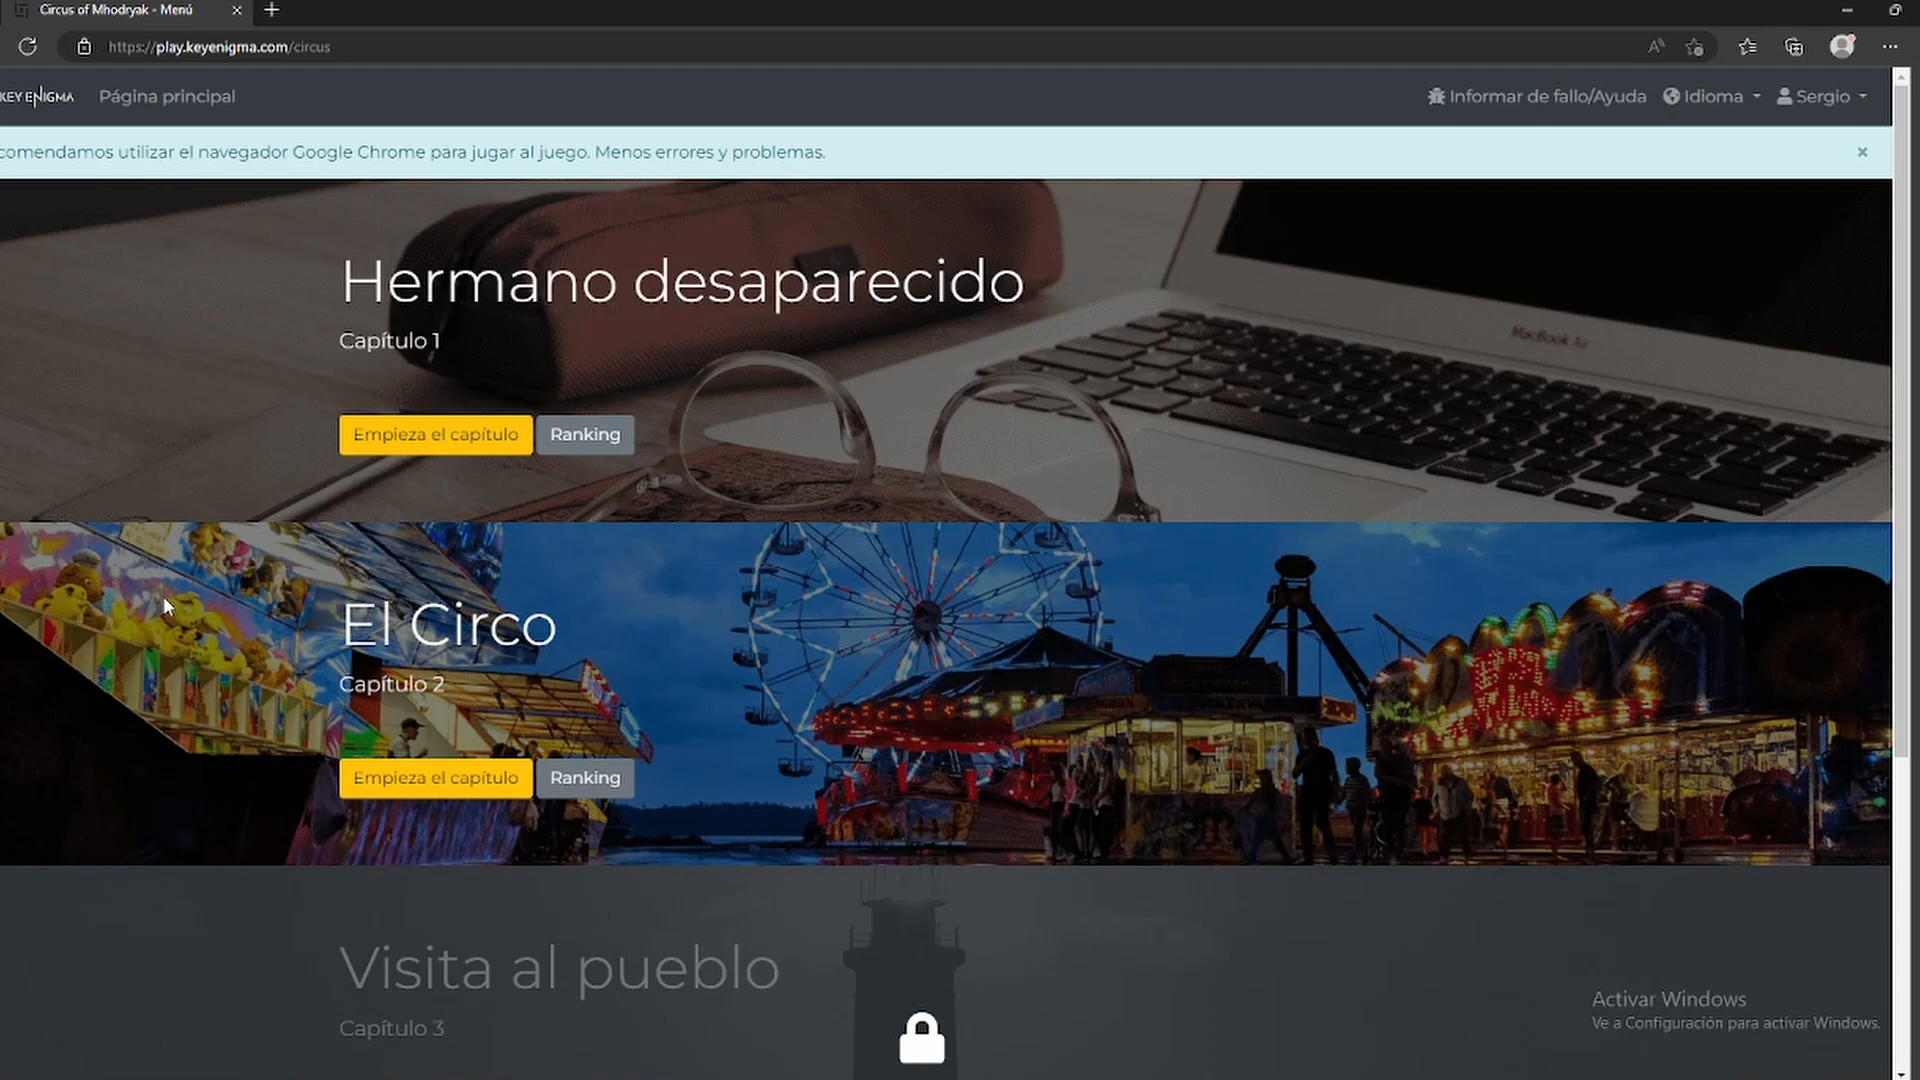 Circus of Mhodryak - Menú
https://play.keyenigma.com/circus
KEY ENIGMA
Página principal
Informar de fallo/Ayuda
Idioma
Sergio
comendamos utilizar el navegador Google Chrome para jugar al juego. Menos errores y problemas.
Hermano desaparecido
Capítulo 1
MacBook Air
Empieza el capítulo
Ranking
El Circo
Capítulo 2
Empieza el capítulo
Ranking
Visita al pueblo
Capítulo 3
Activar Windows
Ve a Configuración para activar Windows.